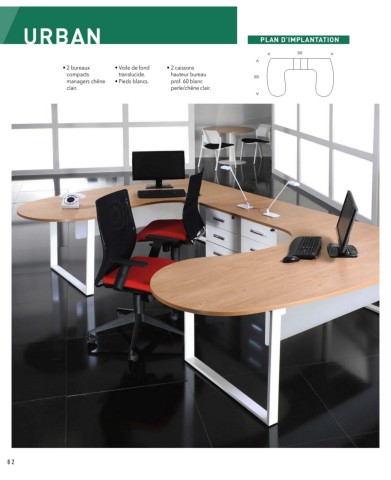 URBAN
PLAN D'IMPLANTATION
• 2 bureaux
compacts
managers chêne
clair.
• Voile de fond
translucide.
• Pieds blancs.
• 2 caissons
hauteur bureau
prof. 60 blanc
perle/chêne clair.
62